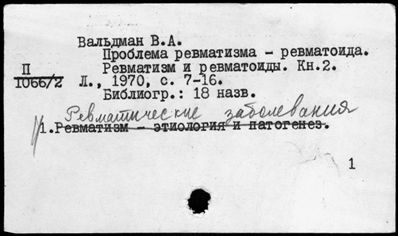 Вальдман В.А.
Проблема ревматизма – ревматоида.
П
1066/2
Ревматизм и ревматоиды. Кн.2.
Л., 1970, с. 7-16.
Библиогр.: 18 назв.
Ревматические заболевания
1.Ревматизм – этиология и патогенез.
1